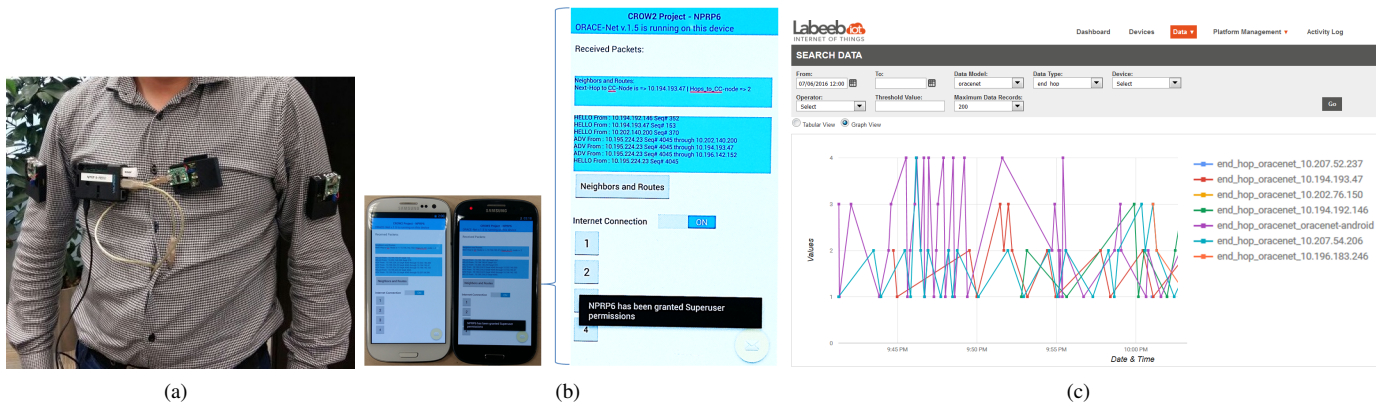 CROW2 Project - NPRP6
ORACE-Net v.1.5 is running on this device
Received Packets:
Neighbors and Routes:
Next-Hop to CC-Node is => 10.194.193.47 | Hops_to_CC-node => 2
HELLO From : 10.194.192.146 Seq# 352
HELLO From : 10.194.193.47 Seq# 153
HELLO From : 10.202.140.200 Seq# 370
ADV From : 10.195.224.23 Seq# 4045 through 10.202.140.200
ADV From : 10.195.224.23 Seq# 4045 through 10.194.193.47
ADV From : 10.195.224.23 Seq# 4045 through 10.196.142.152
HELLO From : 10.195.224.23 Seq# 4045
Neighbors and Routes
Internet Connection ON
1
2
NPRP6 has been granted Superuser
permissions
4
SAMSUNG
Labeeb iot
INTERNET OF THINGS
Dashboard Devices Data ▾ Platform Management ▾ Activity Log
SEARCH DATA
From: To: Data Model: Data Type: Device:
07/06/2016 12:00 oracenet end_hop Select
Operator: Threshold Value: Maximum Data Records:
Select 200 Go
Tabular View Graph View
4
3
2
1
0
Values
9:45 PM 9:50 PM 9:55 PM 10:00 PM
Date & Time
end_hop_oracenet_10.207.52.237
end_hop_oracenet_10.194.193.47
end_hop_oracenet_10.202.76.150
end_hop_oracenet_10.194.192.146
end_hop_oracenet_oracenet-android
end_hop_oracenet_10.207.54.206
end_hop_oracenet_10.196.183.246
(a) (b) (c)